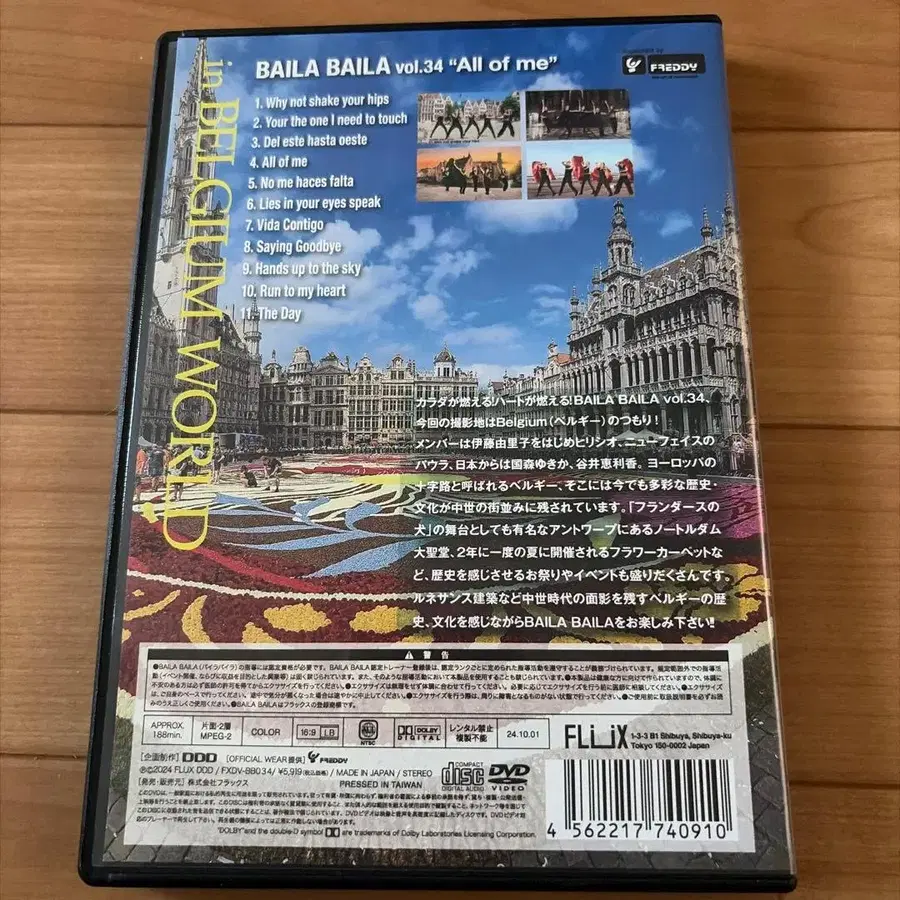 in BELGIUM WORLD
BAILA BAILA vol.34 "All of me"
FREDDY
1. Why not shake your hips
2. Your the one I need to touch
3. Del este hasta oeste
4. All of me
5. No me haces falta
6. Lies in your eyes speak
7. Vida Contigo
8. Saying Goodbye
9. Hands up to the sky
10. Run to my heart
11. The Day
カラダが燃える!ハートが燃える!BAILA BAILA vol.34、
今回の撮影地はBelgium(ベルギー)のつもり!
メンバーは伊藤由里子をはじめヒリシオ、ニューフェイスの
パウラ、日本からは国森ゆきか、谷井恵利香。ヨーロッパの
十字路と呼ばれるベルギー、そこには今でも多彩な歴史・
文化が中世の街並みに残されています。「フランダースの
犬」の舞台としても有名なアントワープにあるノートルダム
大聖堂、2年に一度の夏に開催されるフラワーカーペットな
ど、歴史を感じさせるお祭りやイベントも盛りだくさんです。
ルネサンス建築など中世時代の面影を残すベルギーの歴
史、文化を感じながらBAILA BAILAをお楽しみ下さい!!
警告
APPROX. 188min.
片面・2層 MPEG-2
COLOR
16:9 LB
ALL NTSC
DOLBY DIGITAL
レンタル禁止 複製不能
24.10.01
FLUX
1-3-3 B1 Shibuya, Shibuya-ku
Tokyo 150-0002 Japan
[企画制作] DDD [OFFICIAL WEAR 提供] FREDDY
℗©2024 FLUX DDD / FXDV-BB034 / ¥5,919(税込価格) / MADE IN JAPAN / STEREO
[発売・販売元] 株式会社フラックス PRESSED IN TAIWAN
COMPACT disc DIGITAL AUDIO
DVD VIDEO
"DOLBY"and the double-D symbol are trademarks of Dolby Laboratories Licensing Corporation.
4 562217 740910